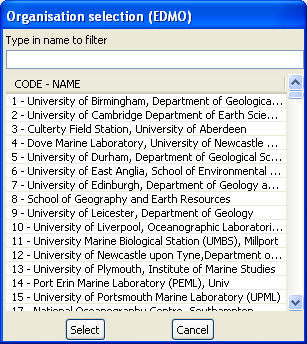 Organisation selection (EDMO)
Type in name to filter
CODE - NAME
1 - University of Birmingham, Department of Geologica...
2 - University of Cambridge Department of Earth Scie...
3 - Culterty Field Station, University of Aberdeen
4 - Dove Marine Laboratory, University of Newcastle ...
5 - University of Durham, Department of Geological Sc...
6 - University of East Anglia, School of Environmental ...
7 - University of Edinburgh, Department of Geology a...
8 - School of Geography and Earth Resources
9 - University of Leicester, Department of Geology
10 - University of Liverpool, Oceanographic Laboratori...
11 - University Marine Biological Station (UMBS), Millport
12 - University of Newcastle upon Tyne,Department o...
13 - University of Plymouth, Institute of Marine Studies
14 - Port Erin Marine Laboratory (PEML), Univ
15 - University of Portsmouth Marine Laboratory (UPML)
17 - National Oceanography Centre, Southampton
Select
Cancel